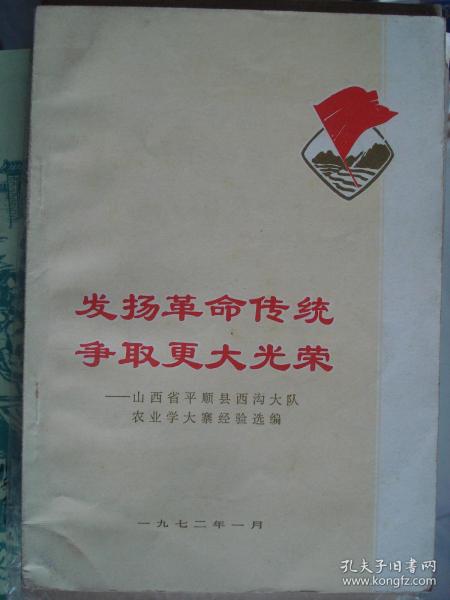 发扬革命传统
争取更大光荣
——山西省平顺县西沟大队
农业学大寨经验选编
一九七二年一月
孔夫子旧书网
www.kongfz.com